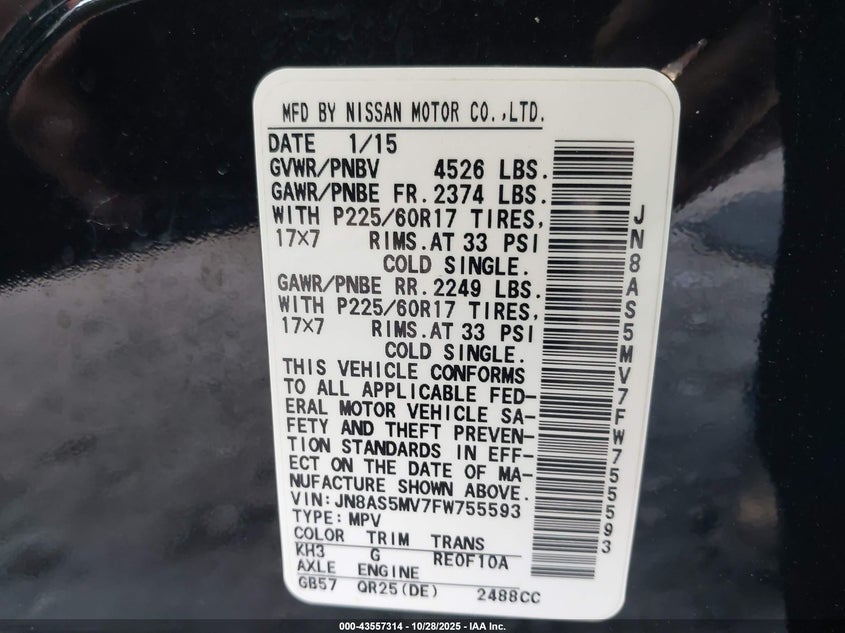 MFD BY NISSAN MOTOR CO.,LTD.
DATE 1/15
GVWR/PNBV 4526 LBS.
GAWR/PNBE FR. 2374 LBS.
WITH P225/60R17 TIRES,
17×7 RIMS.AT 33 PSI
COLD SINGLE.
GAWR/PNBE RR. 2249 LBS.
WITH P225/60R17 TIRES,
17×7 RIMS.AT 33 PSI
COLD SINGLE.
THIS VEHICLE CONFORMS
TO ALL APPLICABLE FED-
ERAL MOTOR VEHICLE SA-
FETY AND THEFT PREVEN-
TION STANDARDS IN EFF-
ECT ON THE DATE OF MA-
NUFACTURE SHOWN ABOVE.
VIN:JN8AS5MV7FW755593
TYPE:MPV
COLOR TRIM TRANS
KH3 G RE0F10A
AXLE ENGINE
GB57 QR25(DE) 2488CC
JN8AS5MV7FW755593
000-43557314 - 10/28/2025 - IAA Inc.